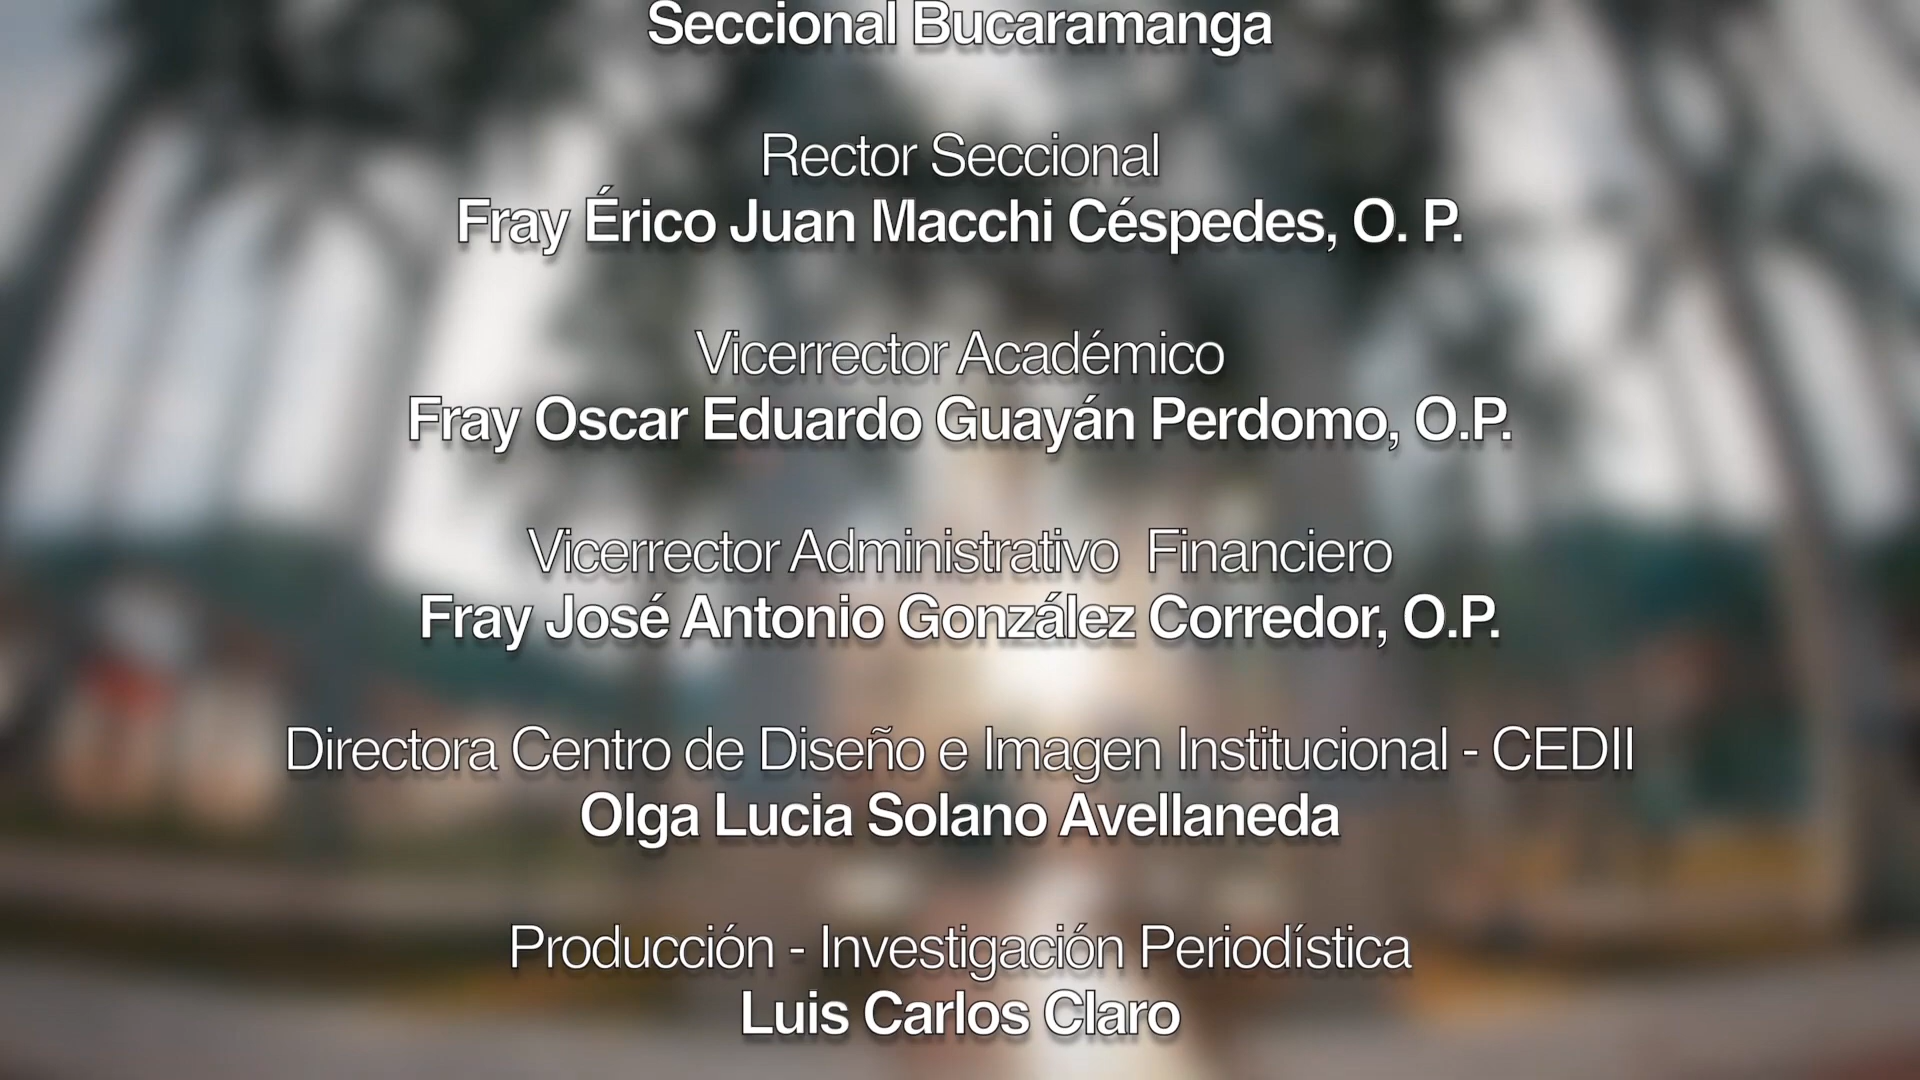 Seccional Bucaramanga
Rector Seccional
Fray Érico Juan Macchi Céspedes, O. P.
Vicerrector Académico
Fray Oscar Eduardo Guayán Perdomo, O.P.
Vicerrector Administrativo  Financiero
Fray José Antonio González Corredor, O.P.
Directora Centro de Diseño e Imagen Institucional - CEDII
Olga Lucia Solano Avellaneda
Producción - Investigación Periodística
Luis Carlos Claro